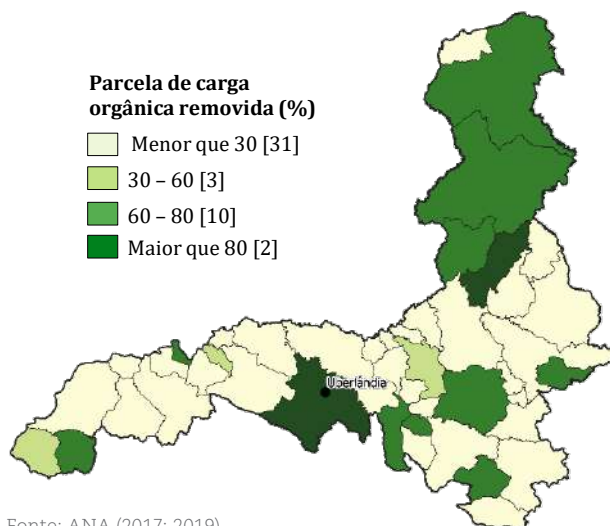 Parcela de carga
orgânica removida (%)
Menor que 30 [31]
30 – 60 [3]
60 – 80 [10]
Maior que 80 [2]
Uberlândia
Fonte: ANA (2017; 2019)